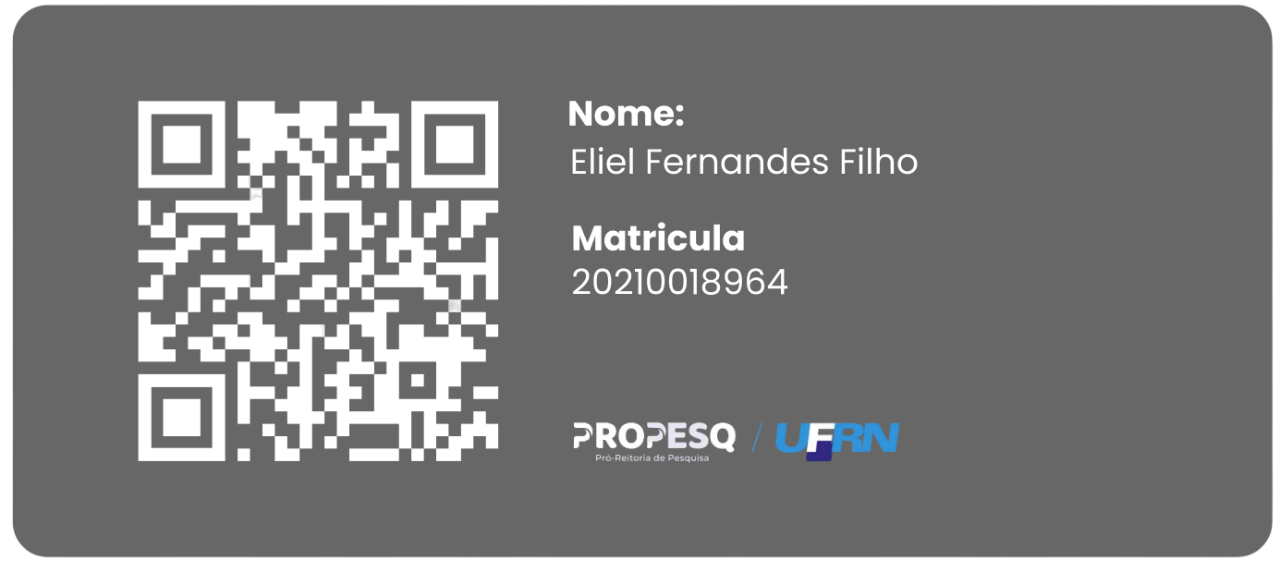 Nome:
Eliel Fernandes Filho
Matricula
20210018964
PROPESQ / UFRN
Pró-Reitoria de Pesquisa